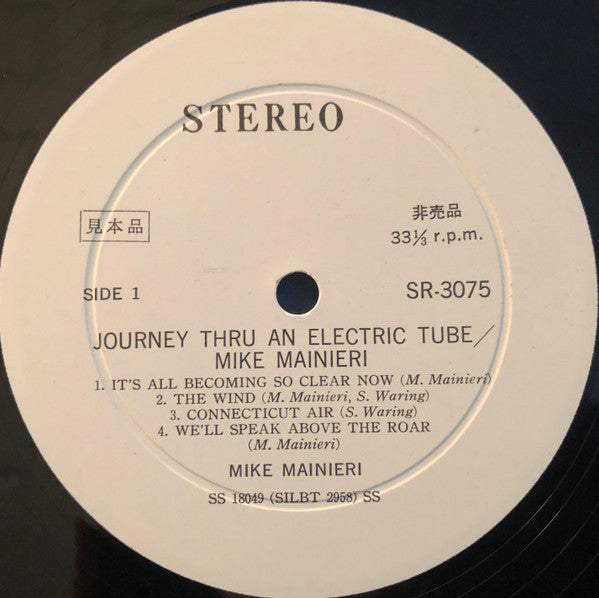 STEREO
見本品
非売品
33⅓ r.p.m.
SIDE 1
SR-3075
JOURNEY THRU AN ELECTRIC TUBE/
MIKE MAINIERI
1. IT'S ALL BECOMING SO CLEAR NOW (M. Mainieri)
2. THE WIND (M. Mainieri, S. Waring)
3. CONNECTICUT AIR (S. Waring)
4. WE'LL SPEAK ABOVE THE ROAR
(M. Mainieri)
MIKE MAINIERI
SS 18049 (SILBT 2958) SS